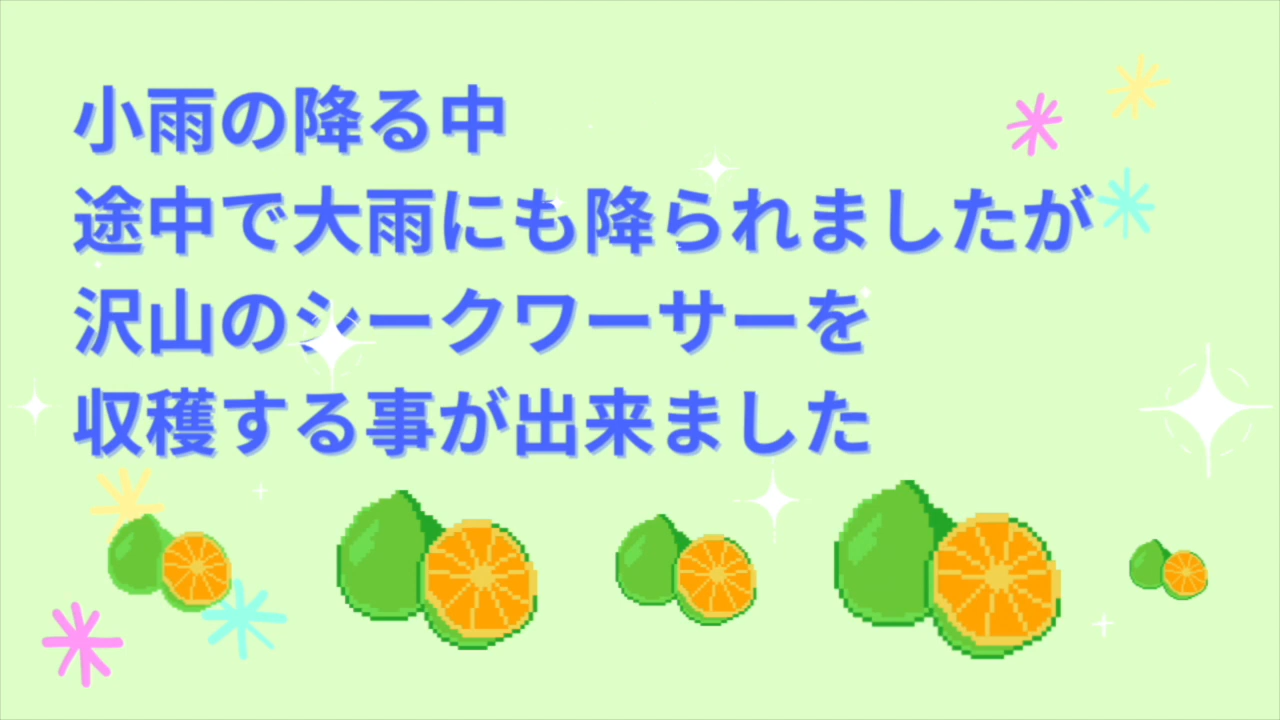 小雨の降る中
途中で大雨にも降られましたが
沢山のシークワーサーを
収穫する事が出来ました